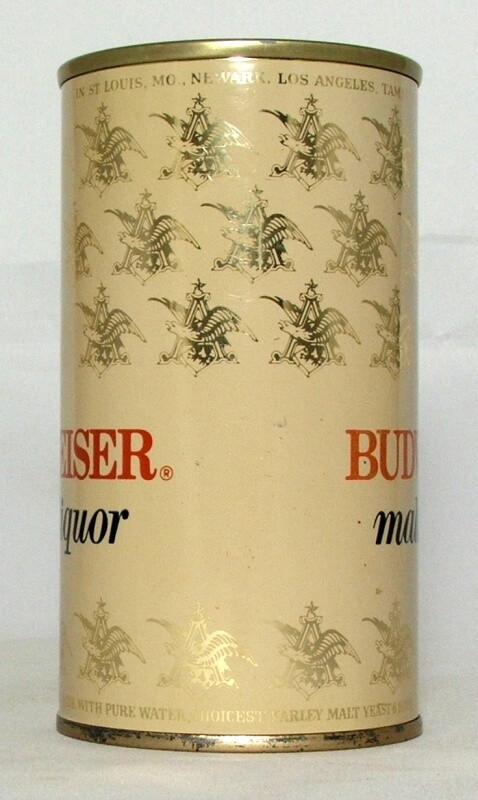 IN ST LOUIS, MO., NEWARK, LOS ANGELES, TAM
EISER® BUD
iquor mal
WITH PURE WATER, CHOICEST BARLEY MALT YEAST